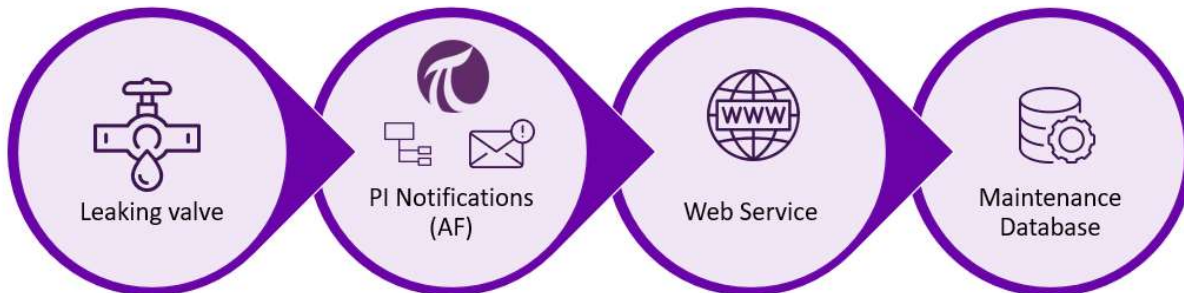 Leaking valve
PI Notifications
(AF)
WWW
Web Service
Maintenance
Database